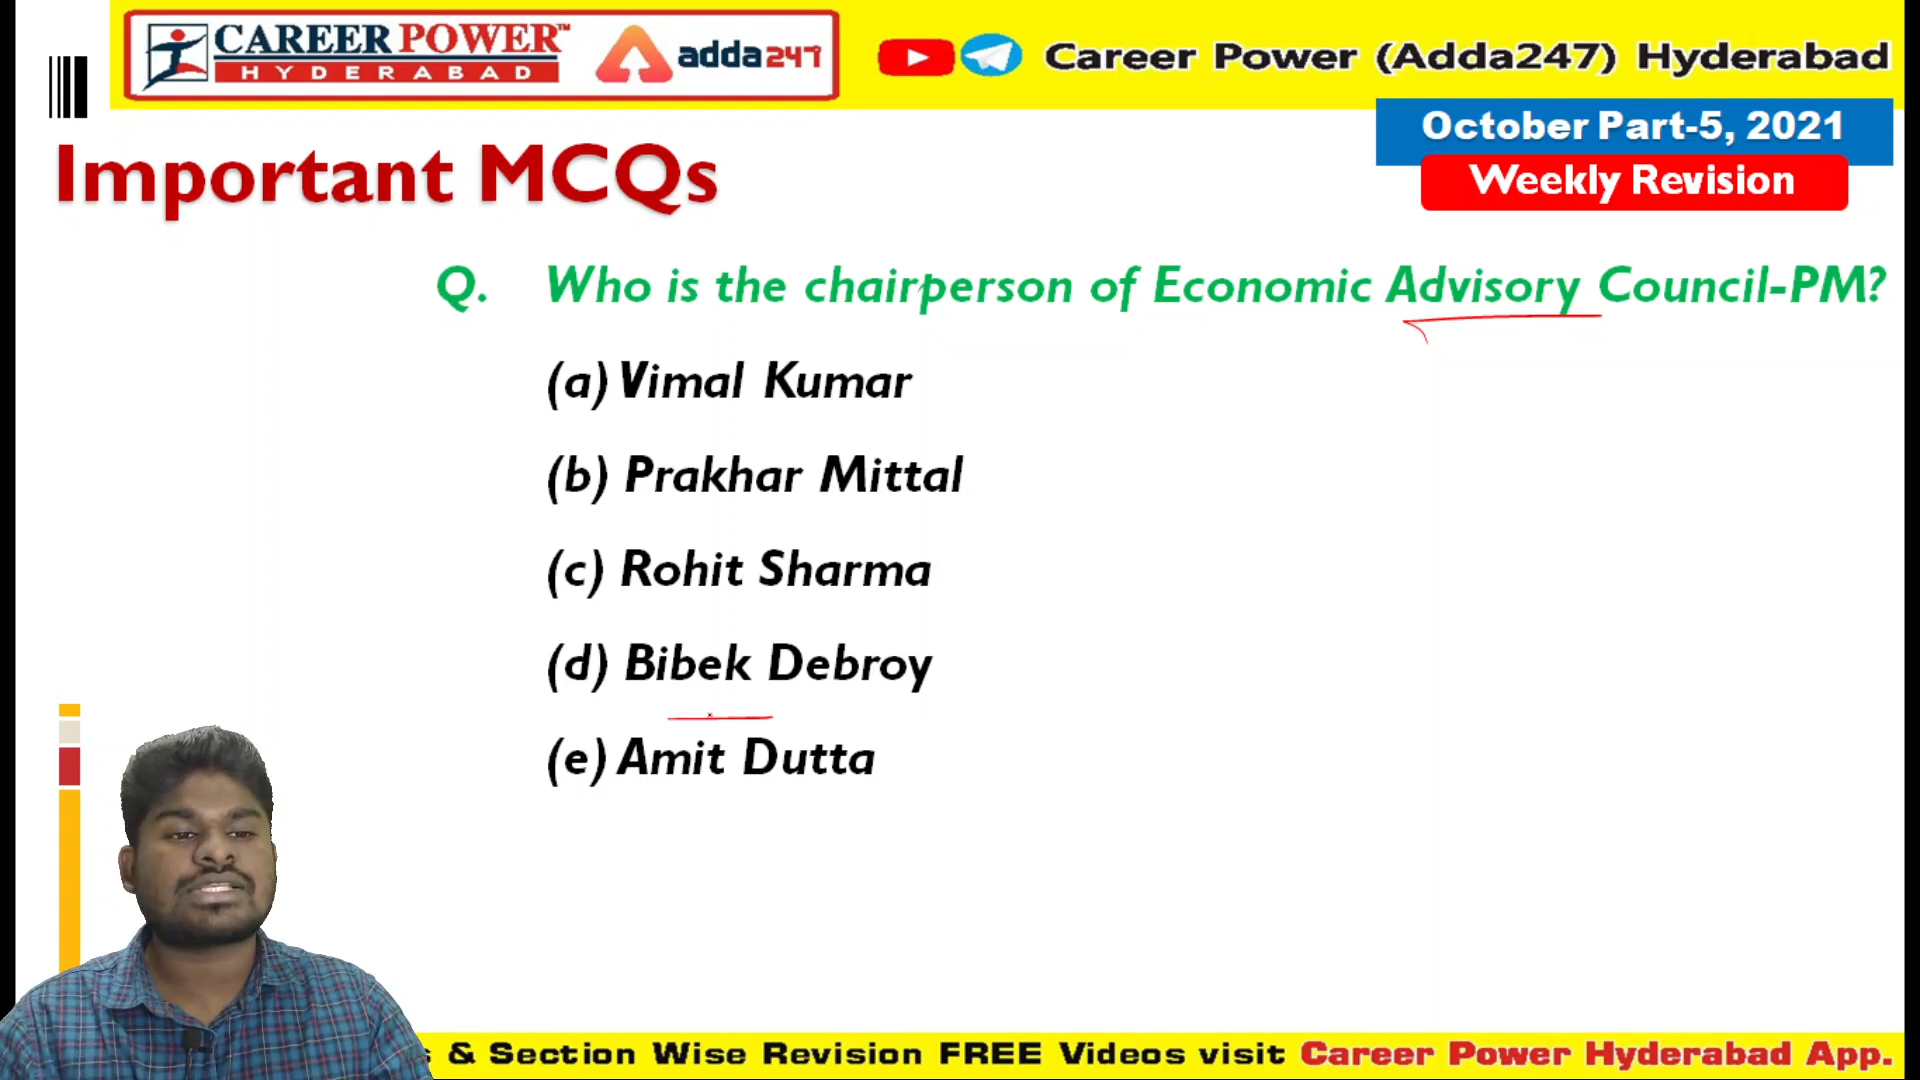 CAREER POWER™
HYDERABAD
adda247
Career Power (Adda247) Hyderabad
October Part-5, 2021
Weekly Revision
Important MCQs
Q. Who is the chairperson of Economic Advisory Council-PM?
(a) Vimal Kumar
(b) Prakhar Mittal
(c) Rohit Sharma
(d) Bibek Debroy
(e) Amit Dutta
& Section Wise Revision FREE Videos visit Career Power Hyderabad App.